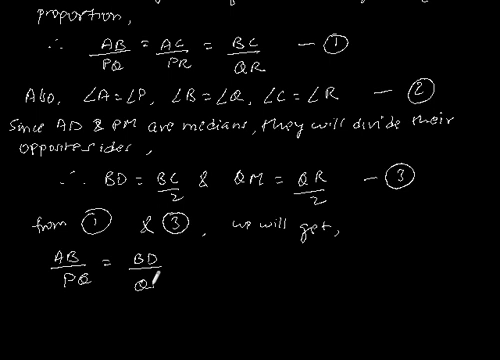 proportion,
∴ AB/PQ = AC/PR = BC/QR — ①
Also, ∠A=∠P, ∠B=∠Q, ∠C=∠R — ②
Since AD & PM are medians, they will divide their
opposite sides,
∴ BD = BC/2 & QM = QR/2 — ③
from ① & ③, we will get,
AB/PQ = BD/Q